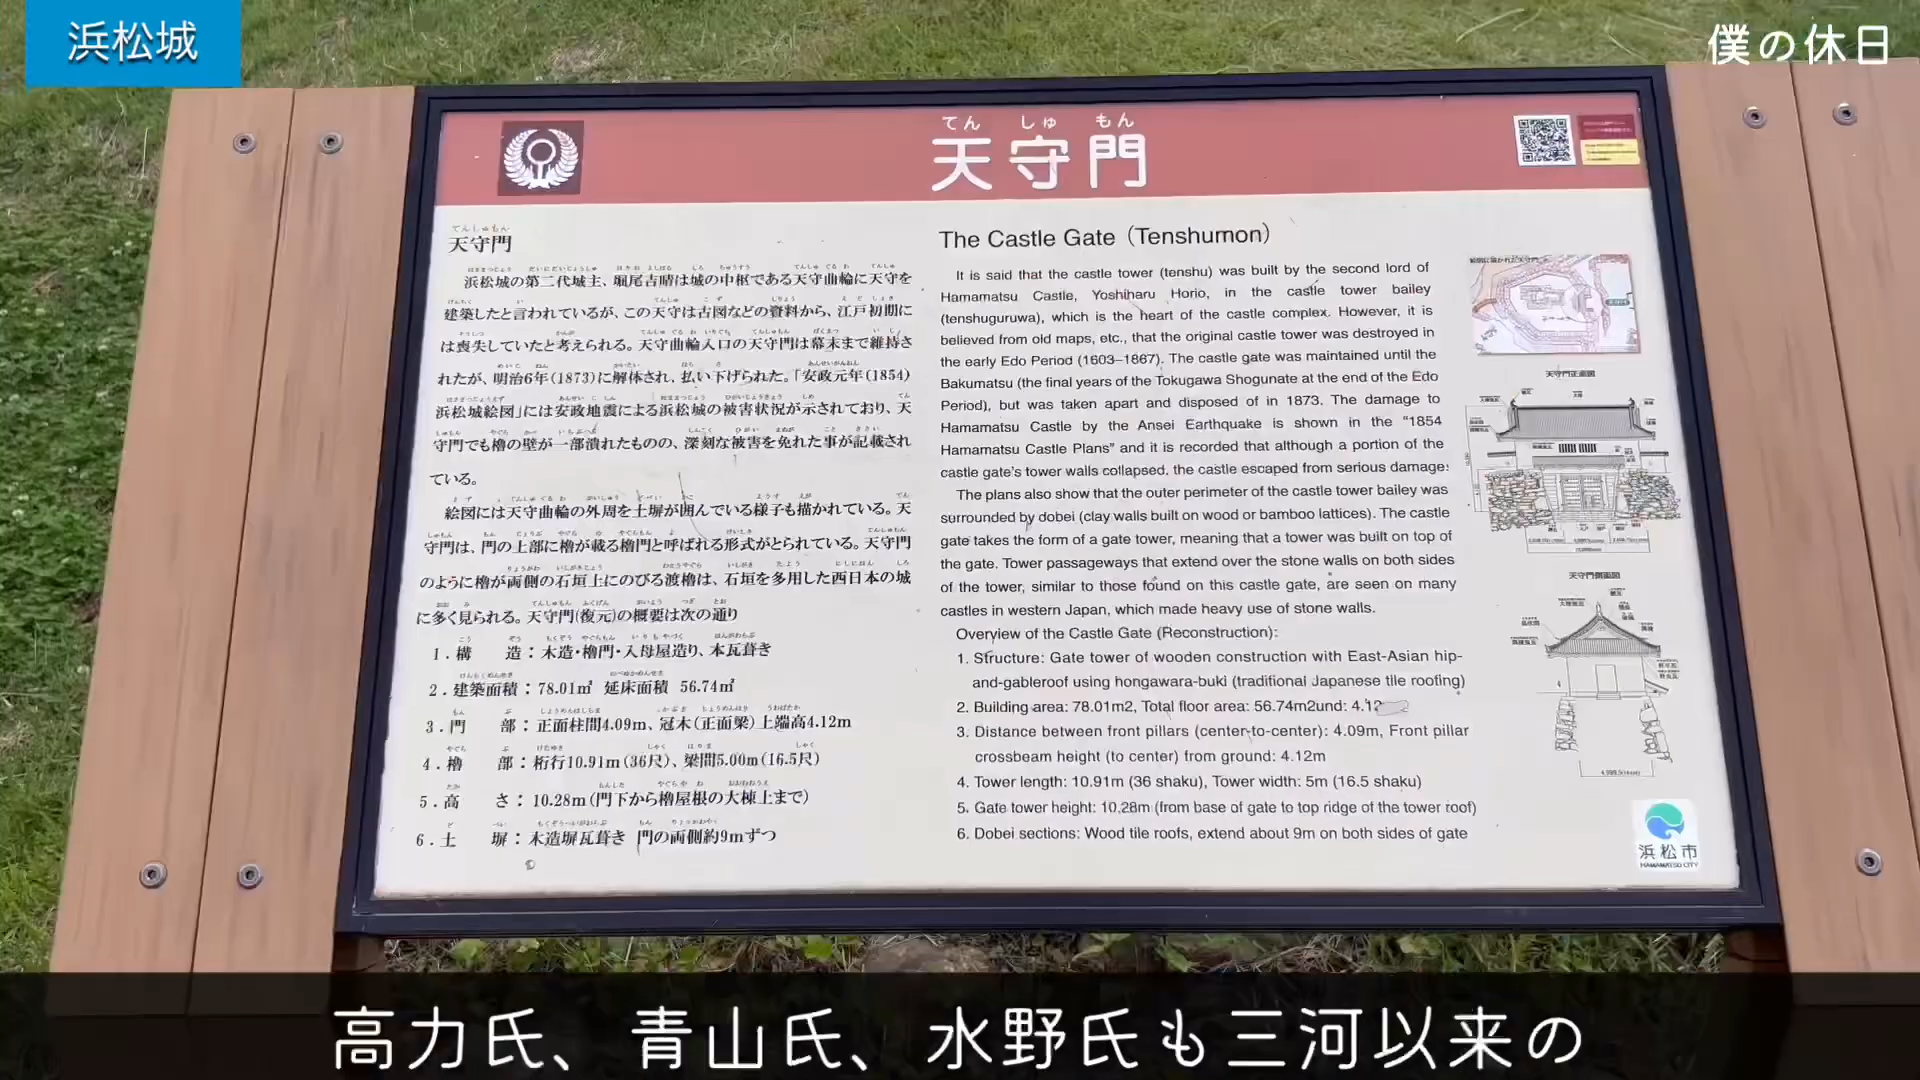 浜松城
僕の休日
てん しゅ もん
天守門
てんしゅもん
天守門
浜松城の第二代城主、堀尾吉晴は城の中枢である天守曲輪に天守を
建築したと言われているが、この天守は古図などの資料から、江戸初期に
は喪失していたと考えられる。天守曲輪入口の天守門は幕末まで維持さ
れたが、明治6年(1873)に解体され、払い下げられた。「安政元年(1854)
浜松城絵図」には安政地震による浜松城の被害状況が示されており、天
守門でも櫓の壁が一部潰れたものの、深刻な被害を免れた事が記載され
ている。
絵図には天守曲輪の外周を土塀が囲んでいる様子も描かれている。天
守門は、門の上部に櫓が載る櫓門と呼ばれる形式がとられている。天守門
のように櫓が両側の石垣上にのびる渡櫓は、石垣を多用した西日本の城
に多く見られる。天守門(復元)の概要は次の通り
1.構　造：木造・櫓門・入母屋造り、本瓦葺き
2.建築面積：78.01㎡ 延床面積 56.74㎡
3.門　部：正面柱間4.09m、冠木(正面梁)上端高4.12m
4.櫓　部：桁行10.91m(36尺)、梁間5.00m(16.5尺)
5.高　さ：10.28m(門下から櫓屋根の大棟上まで)
6.土　塀：木造塀瓦葺き 門の両側約9mずつ
The Castle Gate (Tenshumon)
It is said that the castle tower (tenshu) was built by the second lord of
Hamamatsu Castle, Yoshiharu Horio, in the castle tower bailey
(tenshuguruwa), which is the heart of the castle complex. However, it is
believed from old maps, etc., that the original castle tower was destroyed in
the early Edo Period (1603–1867). The castle gate was maintained until the
Bakumatsu (the final years of the Tokugawa Shogunate at the end of the Edo
Period), but was taken apart and disposed of in 1873. The damage to
Hamamatsu Castle by the Ansei Earthquake is shown in the "1854
Hamamatsu Castle Plans" and it is recorded that although a portion of the
castle gate's tower walls collapsed, the castle escaped from serious damage.
The plans also show that the outer perimeter of the castle tower bailey was
surrounded by dobei (clay walls built on wood or bamboo lattices). The castle
gate takes the form of a gate tower, meaning that a tower was built on top of
the gate. Tower passageways that extend over the stone walls on both sides
of the tower, similar to those found on this castle gate, are seen on many
castles in western Japan, which made heavy use of stone walls.
Overview of the Castle Gate (Reconstruction):
1. Structure: Gate tower of wooden construction with East-Asian hip-
and-gableroof using hongawara-buki (traditional Japanese tile roofing)
2. Building area: 78.01m2, Total floor area: 56.74m2und: 4.12
3. Distance between front pillars (center-to-center): 4.09m, Front pillar
crossbeam height (to center) from ground: 4.12m
4. Tower length: 10.91m (36 shaku), Tower width: 5m (16.5 shaku)
5. Gate tower height: 10.28m (from base of gate to top ridge of the tower roof)
6. Dobei sections: Wood tile roofs, extend about 9m on both sides of gate
天守門正面図
天守門側面図
浜松市
HAMAMATSU CITY
高力氏、青山氏、水野氏も三河以来の